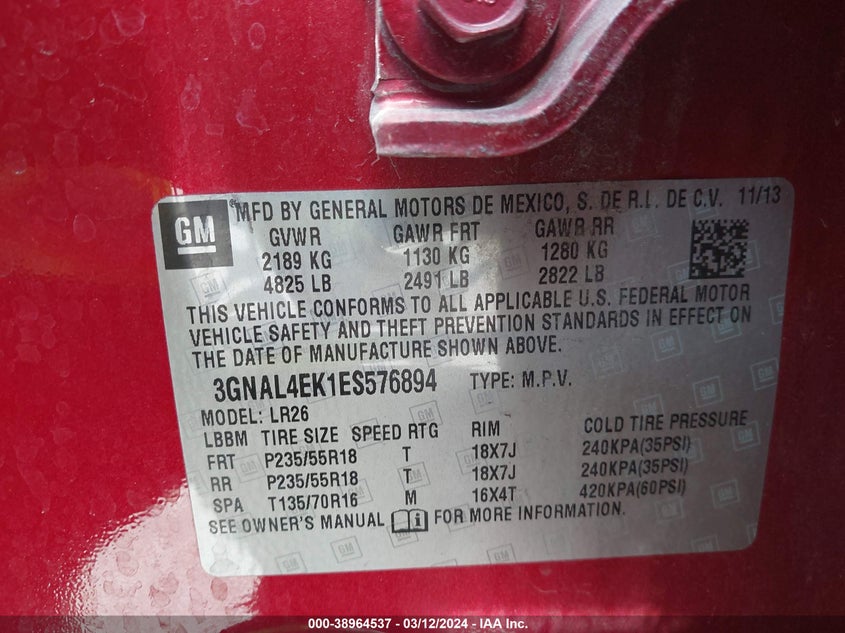 GM MFD BY GENERAL MOTORS DE MEXICO, S. DE R.L. DE C.V. 11/13
GVWR GAWR FRT GAWR RR
2189 KG 1130 KG 1280 KG
4825 LB 2491 LB 2822 LB
THIS VEHICLE CONFORMS TO ALL APPLICABLE U.S. FEDERAL MOTOR
VEHICLE SAFETY AND THEFT PREVENTION STANDARDS IN EFFECT ON
THE DATE OF MANUFACTURE SHOWN ABOVE.
3GNAL4EK1ES576894 TYPE: M.P.V.
MODEL: LR26
LBBM TIRE SIZE SPEED RTG RIM COLD TIRE PRESSURE
FRT P235/55R18 T 18X7J 240KPA(35PSI)
RR P235/55R18 T 18X7J 240KPA(35PSI)
SPA T135/70R16 M 16X4T 420KPA(60PSI)
SEE OWNER'S MANUAL FOR MORE INFORMATION.
000-38964537 - 03/12/2024 - IAA Inc.